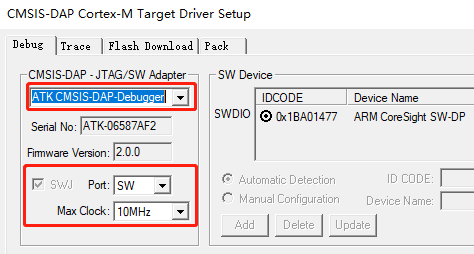 CMSIS-DAP Cortex-M Target Driver Setup
Debug Trace Flash Download Pack
CMSIS-DAP - JTAG/SW Adapter
ATK CMSIS-DAP-Debugger
Serial No: ATK-06587AF2
Firmware Version: 2.0.0
SWJ Port: SW
Max Clock: 10MHz
SW Device
IDCODE Device Name
SWDIO 0x1BA01477 ARM CoreSight SW-DP
Automatic Detection ID CODE:
Manual Configuration Device Name:
Add Delete Update